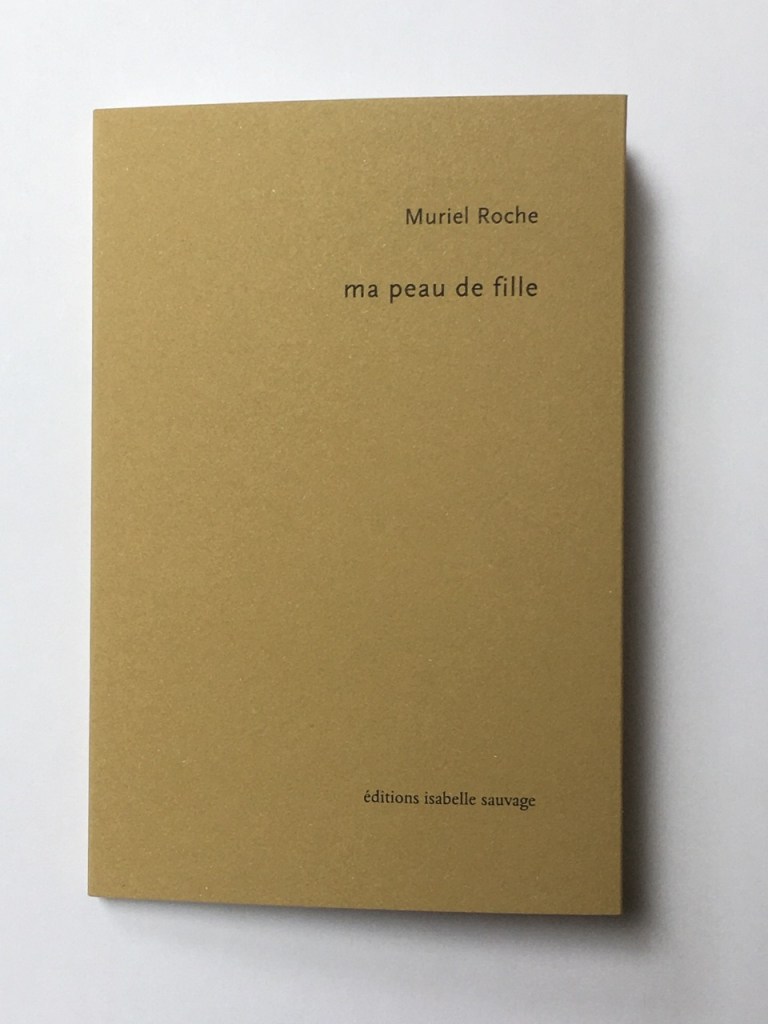 Muriel Roche
ma peau de fille
éditions isabelle sauvage